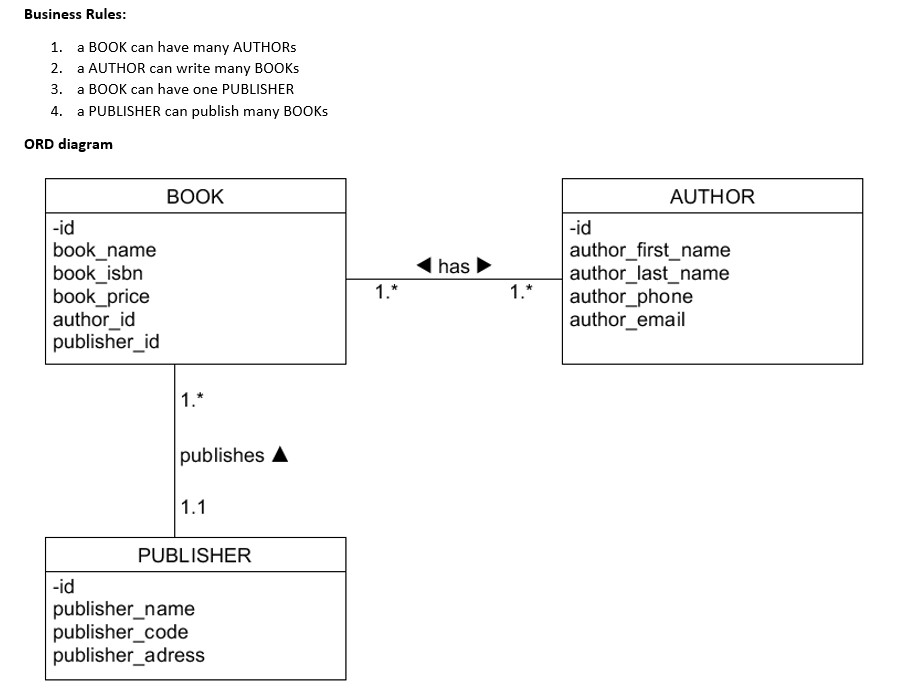 Business Rules:
1. a BOOK can have many AUTHORs
2. a AUTHOR can write many BOOKs
3. a BOOK can have one PUBLISHER
4. a PUBLISHER can publish many BOOKs
ORD diagram
BOOK
-id
book_name
book_isbn
book_price
author_id
publisher_id
◀ has ▶
1.*
1.*
AUTHOR
-id
author_first_name
author_last_name
author_phone
author_email
1.*
publishes ▲
1.1
PUBLISHER
-id
publisher_name
publisher_code
publisher_adress